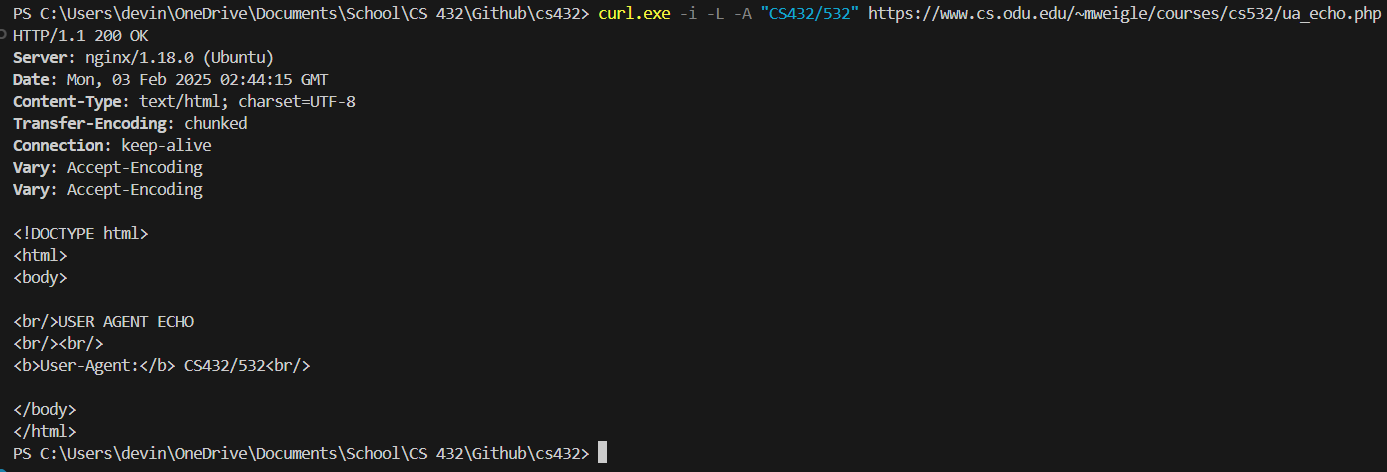 PS C:\Users\devin\OneDrive\Documents\School\CS 432\Github\cs432> curl.exe -i -L -A "CS432/532" https://www.cs.odu.edu/~mweigle/courses/cs532/ua_echo.php
HTTP/1.1 200 OK
Server: nginx/1.18.0 (Ubuntu)
Date: Mon, 03 Feb 2025 02:44:15 GMT
Content-Type: text/html; charset=UTF-8
Transfer-Encoding: chunked
Connection: keep-alive
Vary: Accept-Encoding
Vary: Accept-Encoding

<!DOCTYPE html>
<html>
<body>

<br/>USER AGENT ECHO
<br/><br/>
<b>User-Agent:</b> CS432/532<br/>

</body>
</html>
PS C:\Users\devin\OneDrive\Documents\School\CS 432\Github\cs432>